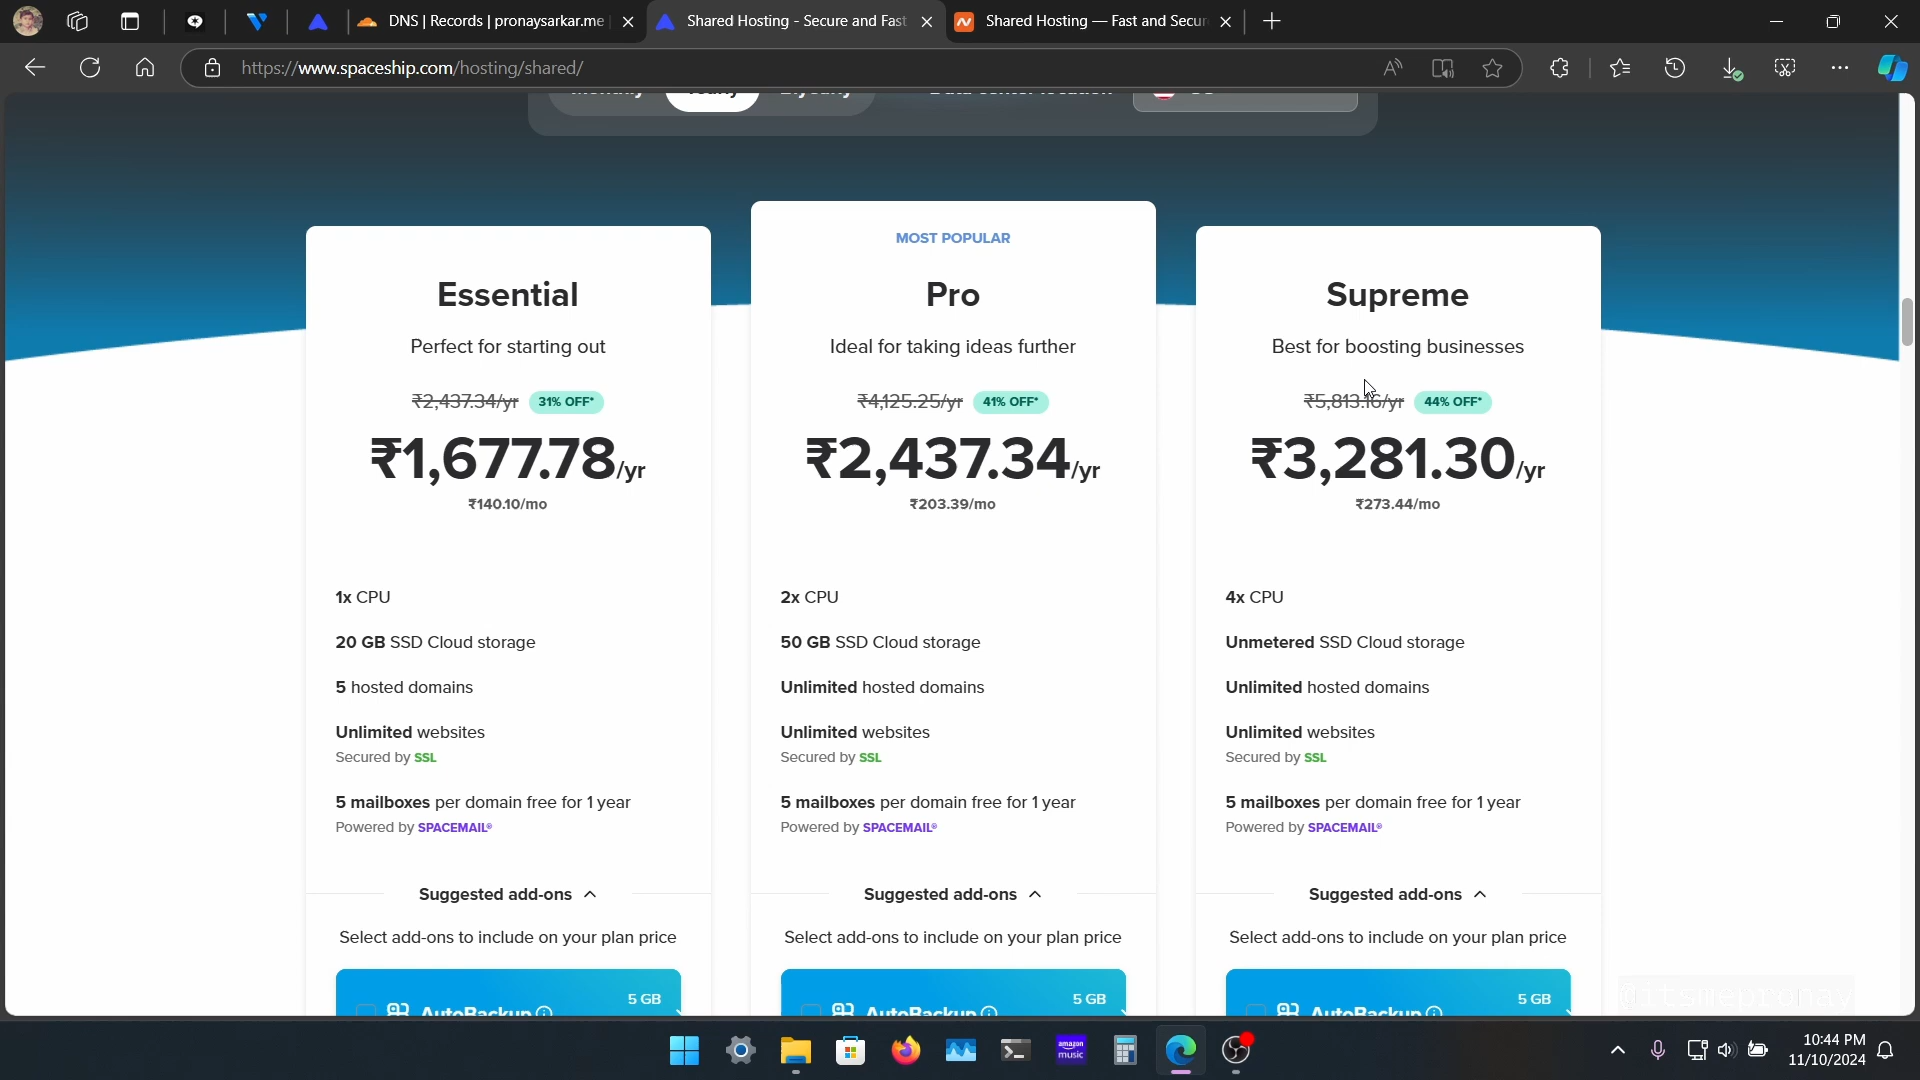 DNS | Records | pronaysarkar.me
Shared Hosting - Secure and Fast
Shared Hosting — Fast and Secur
https://www.spaceship.com/hosting/shared/
MOST POPULAR
Essential
Perfect for starting out
₹2,437.34/yr 31% OFF*
₹1,677.78/yr
₹140.10/mo
1x CPU
20 GB SSD Cloud storage
5 hosted domains
Unlimited websites
Secured by SSL
5 mailboxes per domain free for 1 year
Powered by SPACEMAIL®
Suggested add-ons
Select add-ons to include on your plan price
5 GB
AutoBackup
Pro
Ideal for taking ideas further
₹4,125.25/yr 41% OFF*
₹2,437.34/yr
₹203.39/mo
2x CPU
50 GB SSD Cloud storage
Unlimited hosted domains
Unlimited websites
Secured by SSL
5 mailboxes per domain free for 1 year
Powered by SPACEMAIL®
Suggested add-ons
Select add-ons to include on your plan price
5 GB
AutoBackup
Supreme
Best for boosting businesses
₹5,813.16/yr 44% OFF*
₹3,281.30/yr
₹273.44/mo
4x CPU
Unmetered SSD Cloud storage
Unlimited hosted domains
Unlimited websites
Secured by SSL
5 mailboxes per domain free for 1 year
Powered by SPACEMAIL®
Suggested add-ons
Select add-ons to include on your plan price
5 GB
AutoBackup
@itsmepronay
amazon
music
10:44 PM
11/10/2024